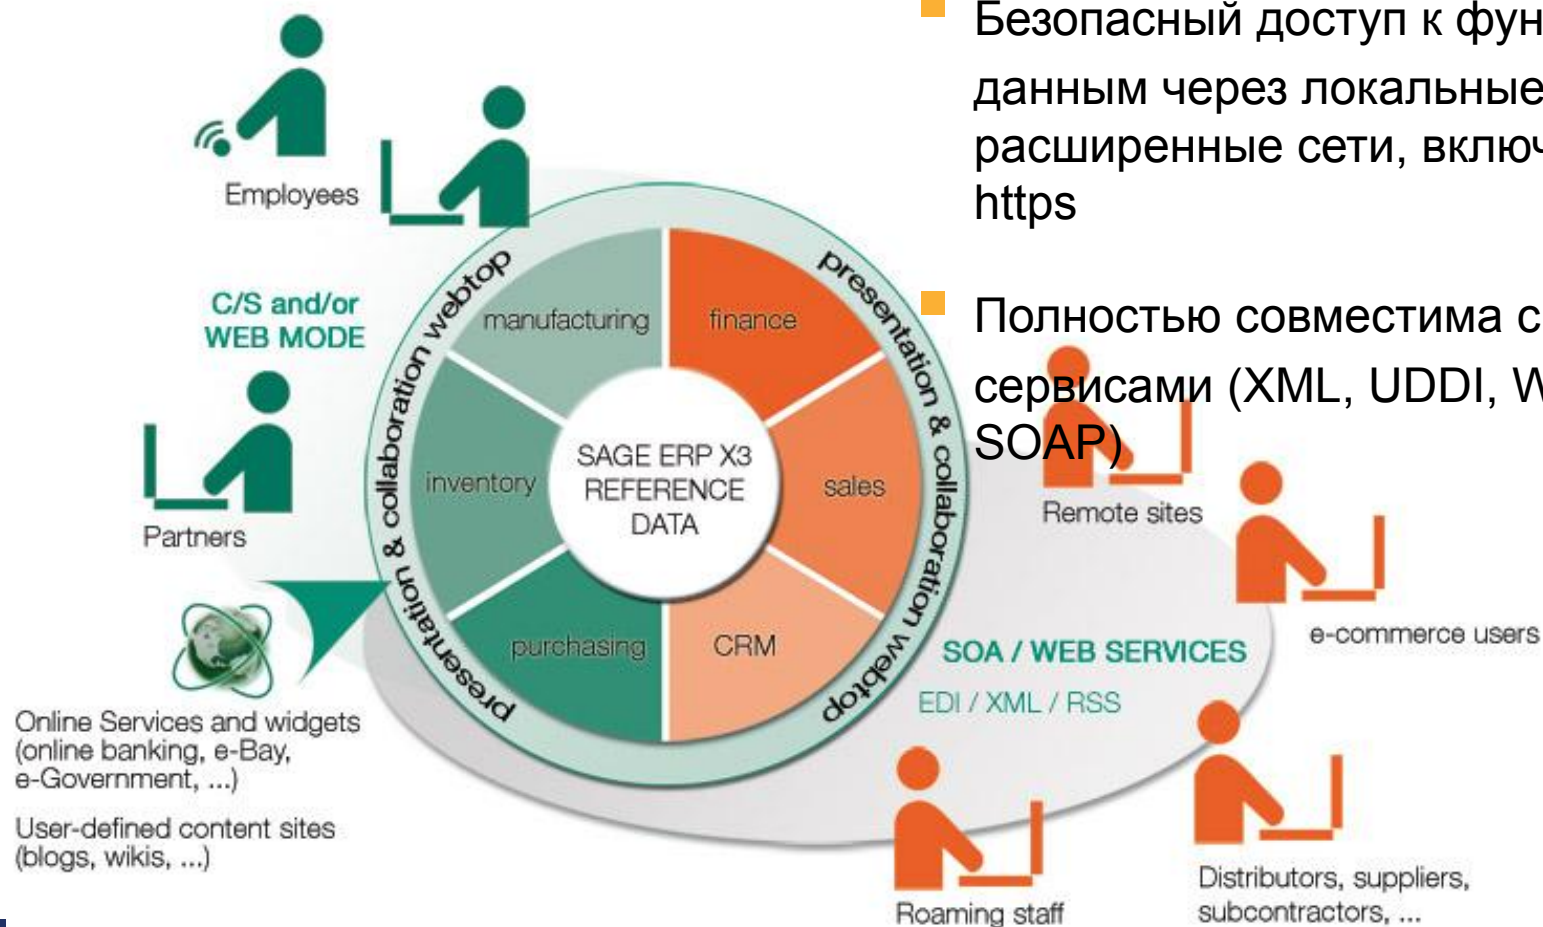 Безопасный доступ к фун
данным через локальные
расширенные сети, включ
https
Полностью совместима с
сервисами (XML, UDDI, W
SOAP)
Employees
C/S and/or
WEB MODE
Partners
Online Services and widgets
(online banking, e-Bay,
e-Government, ...)
User-defined content sites
(blogs, wikis, ...)
presentation & collaboration webtop
presentation & collaboration webtop
manufacturing
finance
inventory
SAGE ERP X3
REFERENCE
DATA
sales
purchasing
CRM
Remote sites
e-commerce users
SOA / WEB SERVICES
EDI / XML / RSS
Roaming staff
Distributors, suppliers,
subcontractors, ...